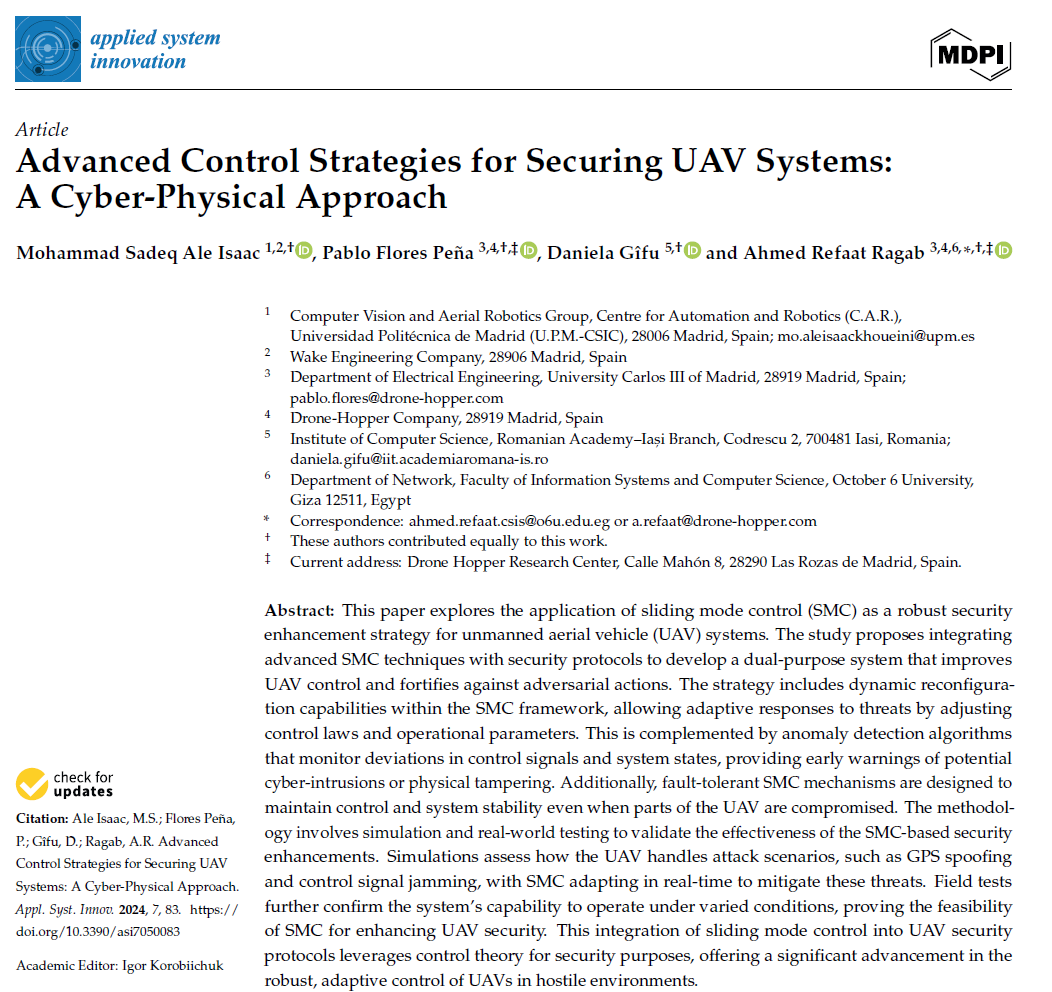 applied system
innovation
MDPI
Article
Advanced Control Strategies for Securing UAV Systems:
A Cyber-Physical Approach
Mohammad Sadeq Ale Isaac 1,2,† iD, Pablo Flores Peña 3,4,†,‡ iD, Daniela Gîfu 5,† iD and Ahmed Refaat Ragab 3,4,6,*,†,‡ iD
1 Computer Vision and Aerial Robotics Group, Centre for Automation and Robotics (C.A.R.),
Universidad Politécnica de Madrid (U.P.M.-CSIC), 28006 Madrid, Spain; mo.aleisaackhoueini@upm.es
2 Wake Engineering Company, 28906 Madrid, Spain
3 Department of Electrical Engineering, University Carlos III of Madrid, 28919 Madrid, Spain;
pablo.flores@drone-hopper.com
4 Drone-Hopper Company, 28919 Madrid, Spain
5 Institute of Computer Science, Romanian Academy–Iași Branch, Codrescu 2, 700481 Iasi, Romania;
daniela.gifu@iit.academiaromana-is.ro
6 Department of Network, Faculty of Information Systems and Computer Science, October 6 University,
Giza 12511, Egypt
* Correspondence: ahmed.refaat.csis@o6u.edu.eg or a.refaat@drone-hopper.com
† These authors contributed equally to this work.
‡ Current address: Drone Hopper Research Center, Calle Mahón 8, 28290 Las Rozas de Madrid, Spain.
Abstract: This paper explores the application of sliding mode control (SMC) as a robust security
enhancement strategy for unmanned aerial vehicle (UAV) systems. The study proposes integrating
advanced SMC techniques with security protocols to develop a dual-purpose system that improves
UAV control and fortifies against adversarial actions. The strategy includes dynamic reconfigura-
tion capabilities within the SMC framework, allowing adaptive responses to threats by adjusting
control laws and operational parameters. This is complemented by anomaly detection algorithms
that monitor deviations in control signals and system states, providing early warnings of potential
cyber-intrusions or physical tampering. Additionally, fault-tolerant SMC mechanisms are designed to
maintain control and system stability even when parts of the UAV are compromised. The methodol-
ogy involves simulation and real-world testing to validate the effectiveness of the SMC-based security
enhancements. Simulations assess how the UAV handles attack scenarios, such as GPS spoofing
and control signal jamming, with SMC adapting in real-time to mitigate these threats. Field tests
further confirm the system's capability to operate under varied conditions, proving the feasibility
of SMC for enhancing UAV security. This integration of sliding mode control into UAV security
protocols leverages control theory for security purposes, offering a significant advancement in the
robust, adaptive control of UAVs in hostile environments.
check for
updates
Citation: Ale Isaac, M.S.; Flores Peña,
P.; Gîfu, D.; Ragab, A.R. Advanced
Control Strategies for Securing UAV
Systems: A Cyber-Physical Approach.
Appl. Syst. Innov. 2024, 7, 83. https://
doi.org/10.3390/asi7050083
Academic Editor: Igor Korobiichuk